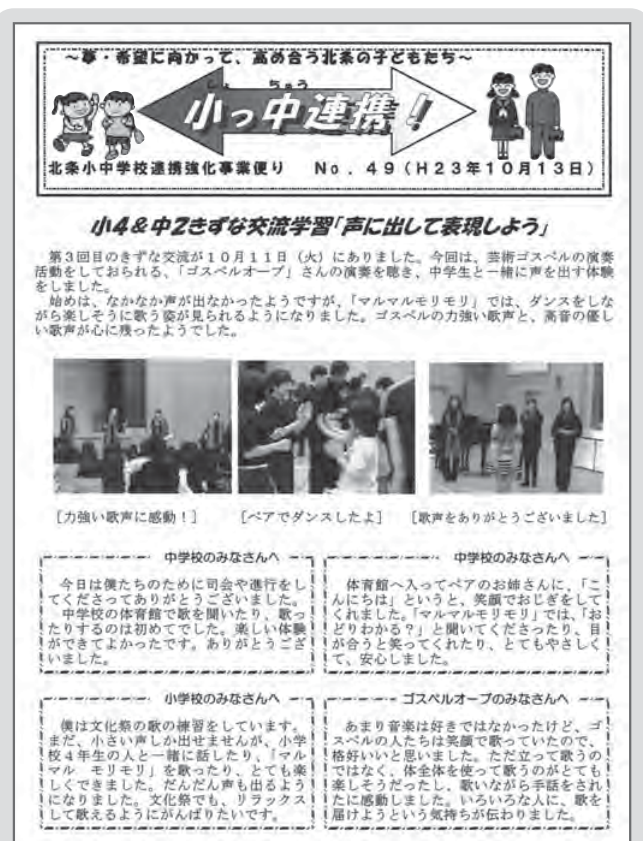 ～夢・希望に向かって、高め合う北条の子どもたち～
しょ ちゅう
小っ中連携！
北条小中学校連携強化事業便り No.49(H23年10月13日)
小4&中2きずな交流学習「声に出して表現しよう」
第3回目のきずな交流が10月11日（火）にありました。今回は、芸術ゴスペルの演奏
活動をしておられる、「ゴスペルオーブ」さんの演奏を聴き、中学生と一緒に声を出す体験
をしました。
始めは、なかなか声が出なかったようですが、「マルマルモリモリ」では、ダンスをしな
がら楽しそうに歌う姿が見られるようになりました。ゴスペルの力強い歌声と、高音の優し
い歌声が心に残ったようでした。
[力強い歌声に感動！] [ペアでダンスしたよ] [歌声をありがとうございました]
中学校のみなさんへ
今日は僕たちのために司会や進行をし
てくださってありがとうございました。
中学校の体育館で歌を聞いたり、歌っ
たりするのは初めてでした。楽しい体験
ができてよかったです。ありがとうござ
いました。
中学校のみなさんへ
体育館へ入ってペアのお姉さんに、「こ
んにちは」というと、笑顔でおじぎをして
くれました。「マルマルモリモリ」では、「お
どりわかる？」と聞いてくださったり、目
が合うと笑ってくれたり、とてもやさしく
て、安心しました。
小学校のみなさんへ
僕は文化祭の歌の練習をしています。
まだ、小さい声しか出せませんが、小学
校4年生の人と一緒に話したり、「マル
マル モリモリ」を歌ったり、とても楽
しくできました。だんだん声も出るよう
になりました。文化祭でも、リラックス
して歌えるようにがんばりたいです。
ゴスペルオーブのみなさんへ
あまり音楽は好きではなかったけど、ゴ
スペルの人たちは笑顔で歌っていたので、
格好いいと思いました。ただ立って歌うの
ではなく、体全体を使って歌うのがとても
楽しそうだったし、歌いながら手話をされ
たに感動しました。いろいろな人に、歌を
届けようという気持ちが伝わりました。